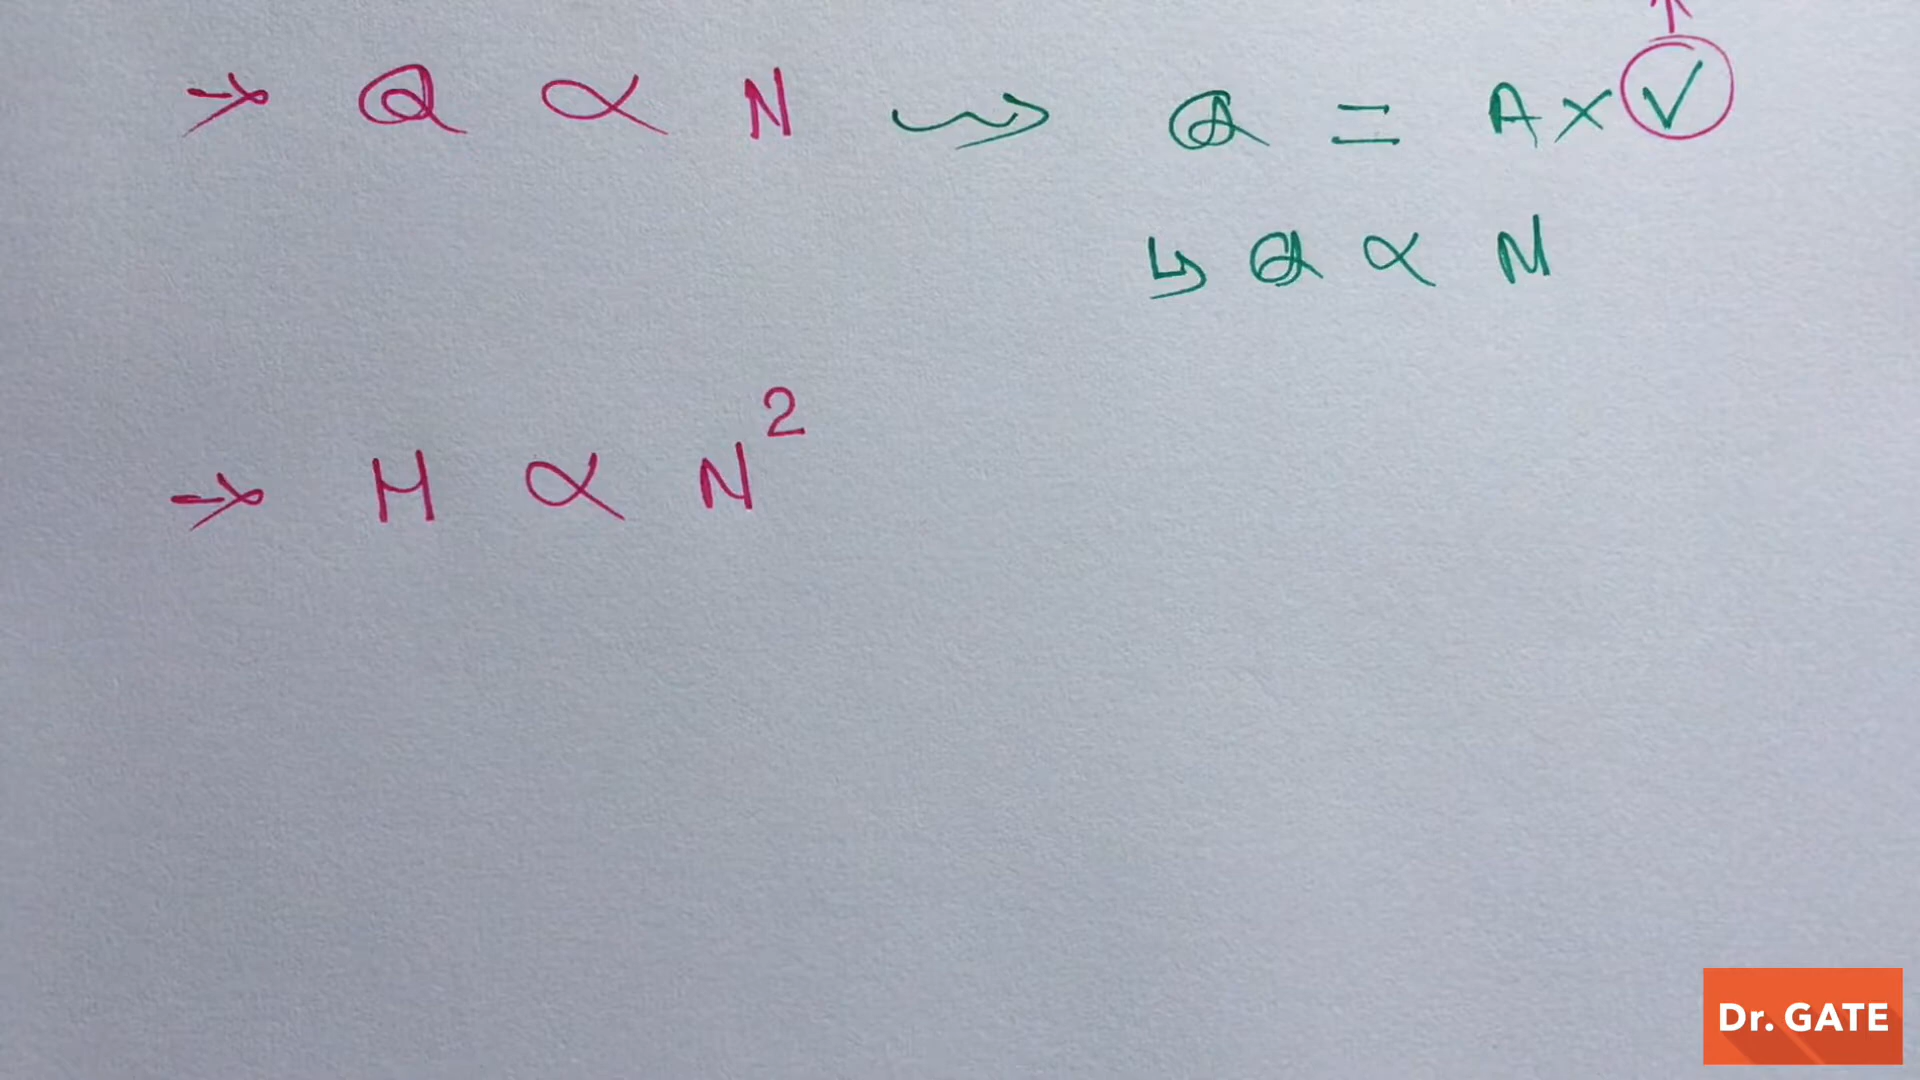 → Q ∝ N ⇝ Q = A × V
↳ Q ∝ N
→ H ∝ N²
Dr. GATE